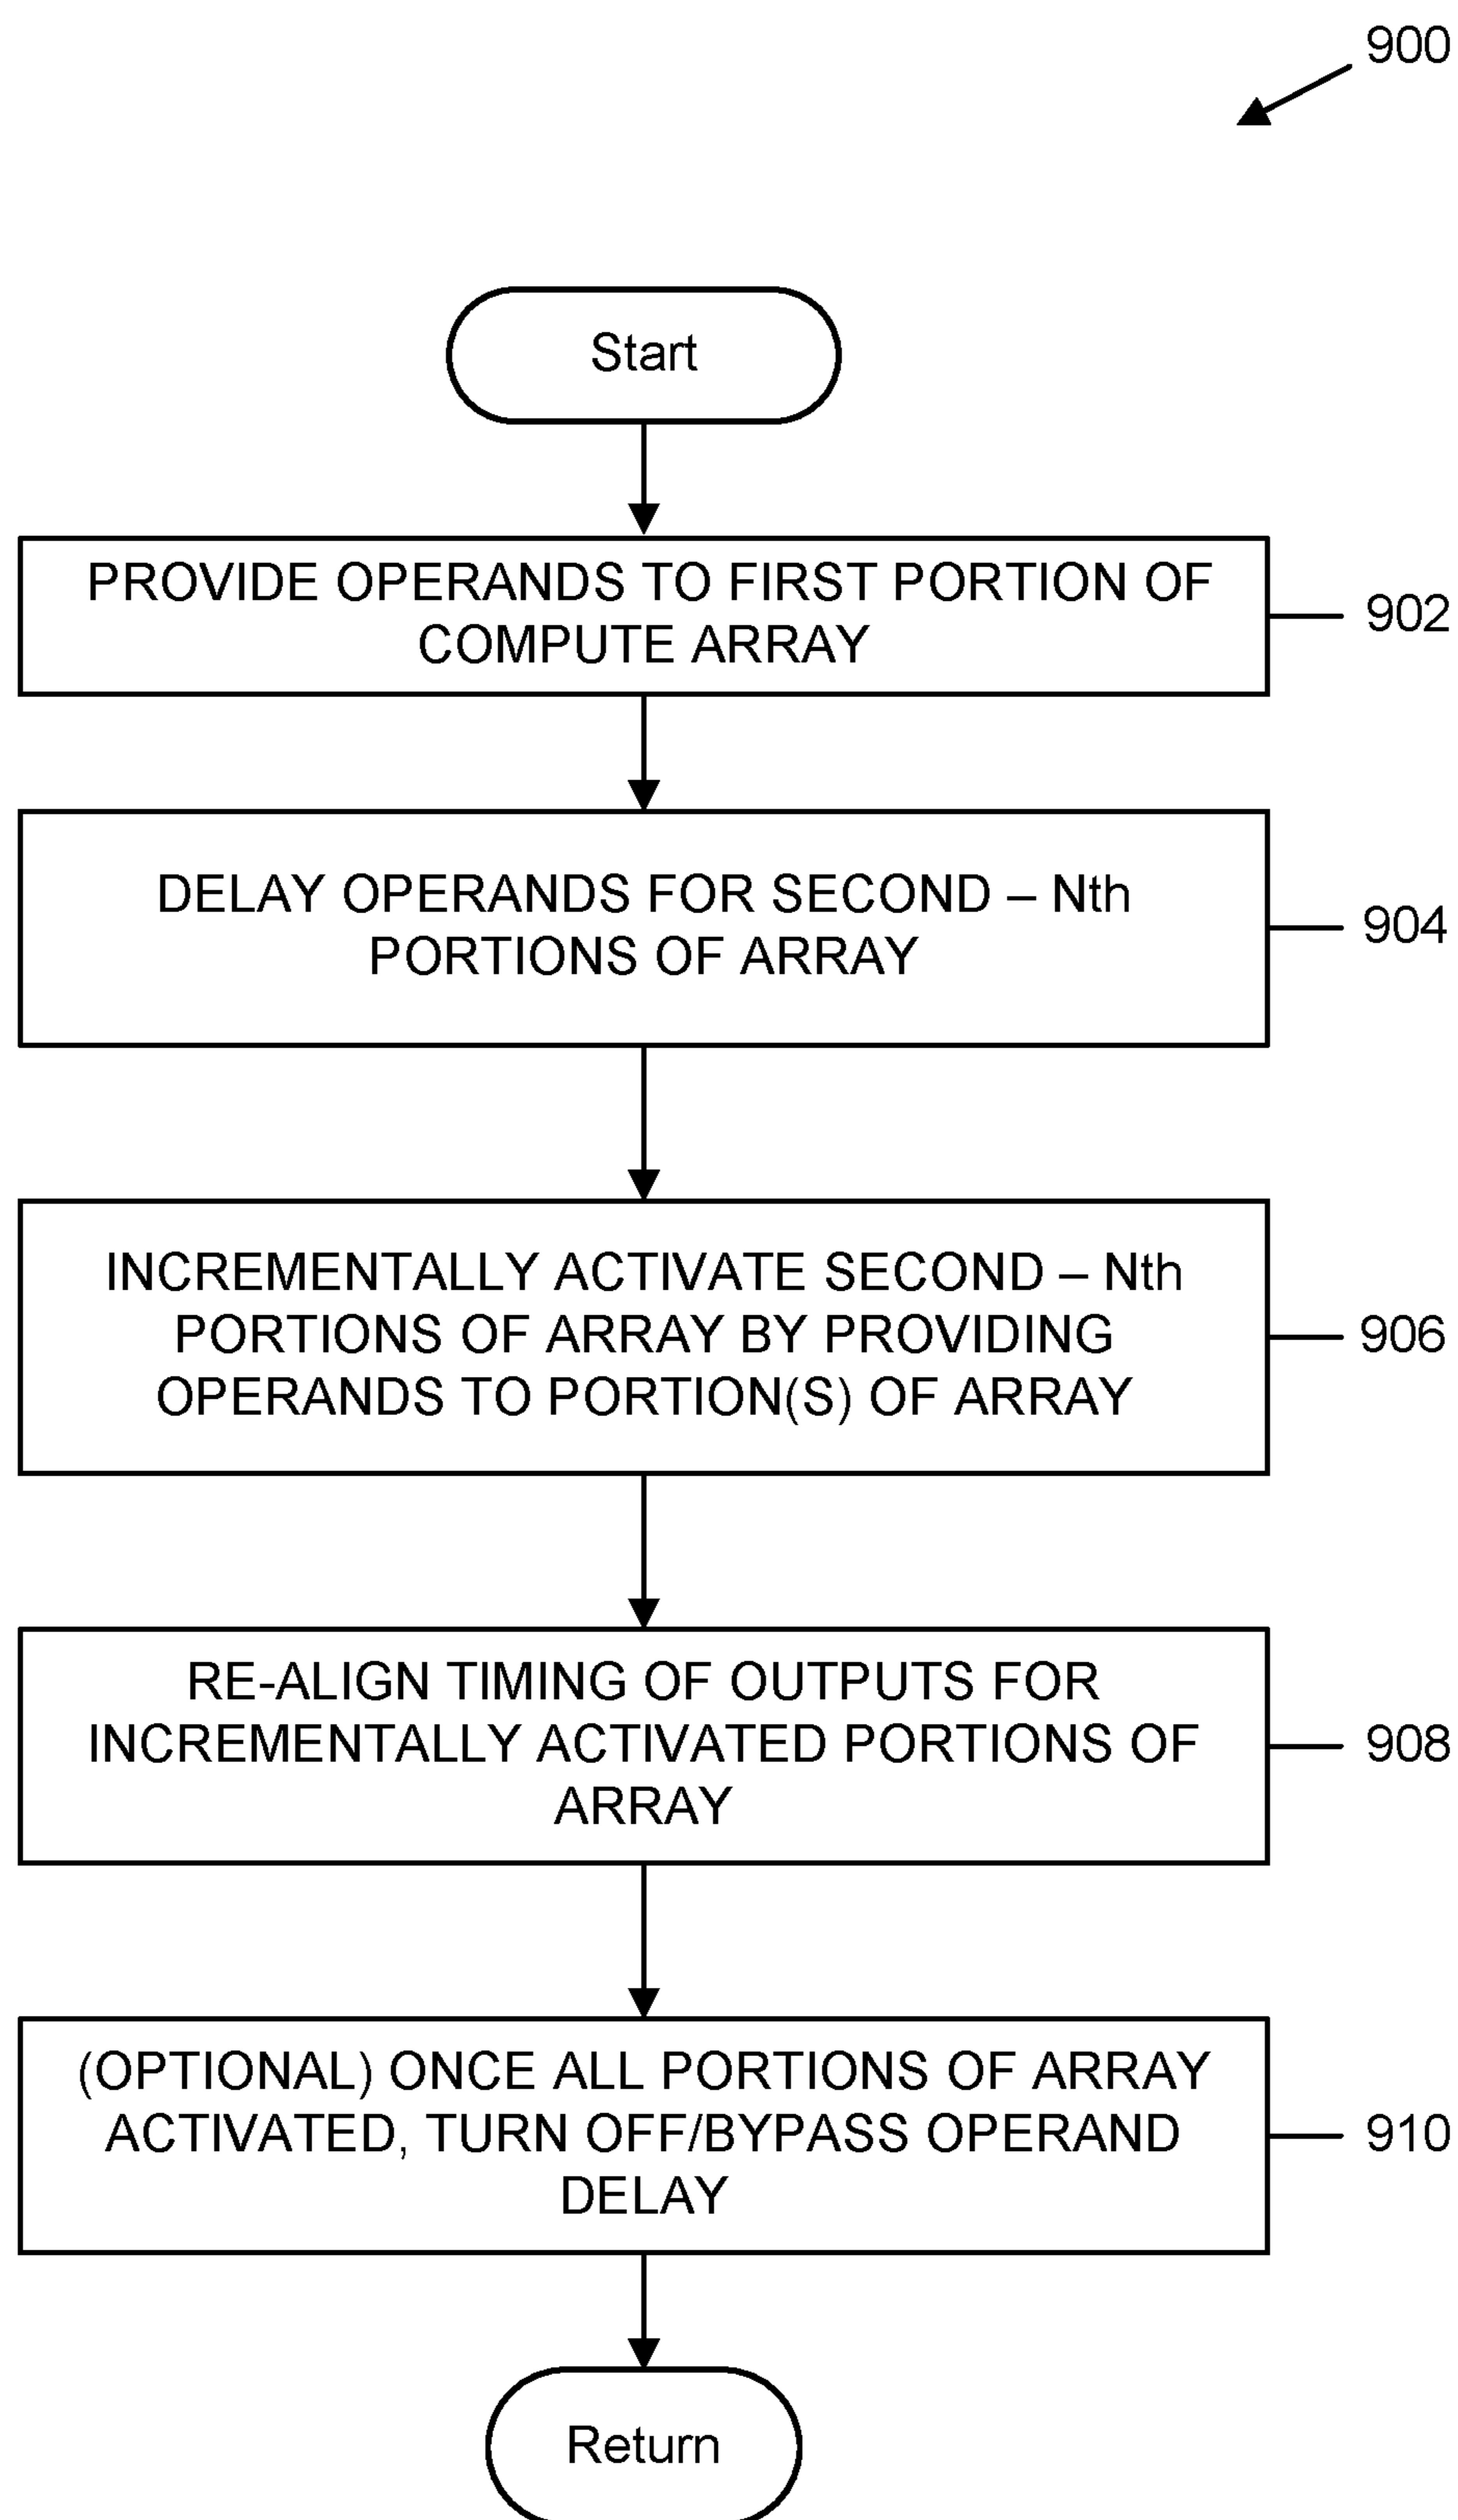 900
Start
PROVIDE OPERANDS TO FIRST PORTION OF
COMPUTE ARRAY
902
DELAY OPERANDS FOR SECOND – Nth
PORTIONS OF ARRAY
904
INCREMENTALLY ACTIVATE SECOND – Nth
PORTIONS OF ARRAY BY PROVIDING
OPERANDS TO PORTION(S) OF ARRAY
906
RE-ALIGN TIMING OF OUTPUTS FOR
INCREMENTALLY ACTIVATED PORTIONS OF
ARRAY
908
(OPTIONAL) ONCE ALL PORTIONS OF ARRAY
ACTIVATED, TURN OFF/BYPASS OPERAND
DELAY
910
Return